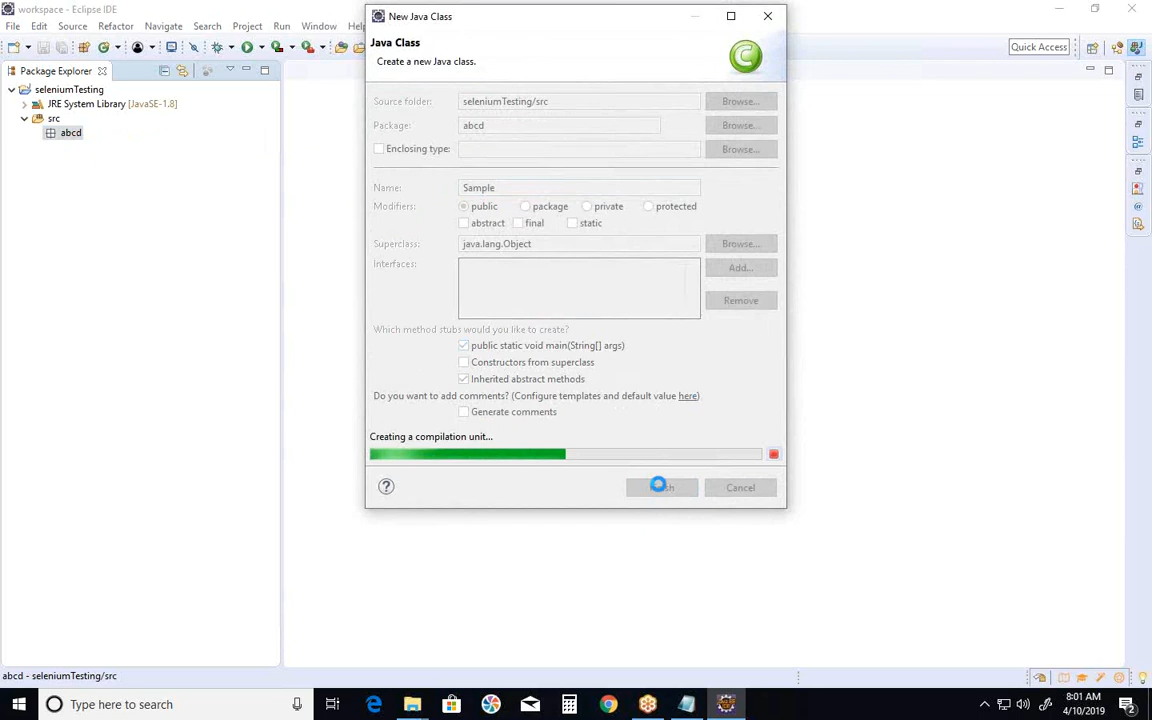 workspace - Eclipse IDE
File Edit Source Refactor Navigate Search Project Run Window
Quick Access
Package Explorer
seleniumTesting
JRE System Library [JavaSE-1.8]
src
abcd
New Java Class
Java Class
Create a new Java class.
Source folder: seleniumTesting/src Browse...
Package: abcd Browse...
Enclosing type: Browse...
Name: Sample
Modifiers: public package private protected
abstract final static
Superclass: java.lang.Object Browse...
Interfaces: Add...
Remove
Which method stubs would you like to create?
public static void main(String[] args)
Constructors from superclass
Inherited abstract methods
Do you want to add comments? (Configure templates and default value here)
Generate comments
Creating a compilation unit...
Cancel
abcd - seleniumTesting/src
Type here to search
8:01 AM
4/10/2019
2